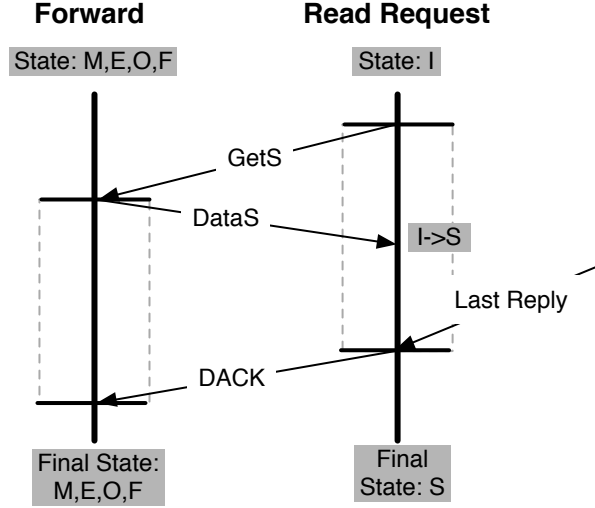 Forward
Read Request
State: M,E,O,F
State: I
GetS
DataS
I->S
Last Reply
DACK
Final State:
M,E,O,F
Final
State: S